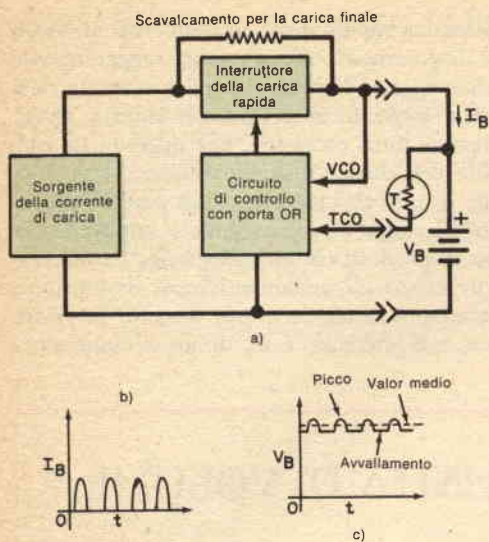 Scavalcamento per la carica finale
Interruttore
della carica
rapida
I_B
Sorgente
della corrente
di carica
Circuito
di controllo
con porta OR
VCO
TCO
T
+
V_B
a)
b)
I_B
0
t
c)
Picco
Valor medio
V_B
Avvallamento
0
t